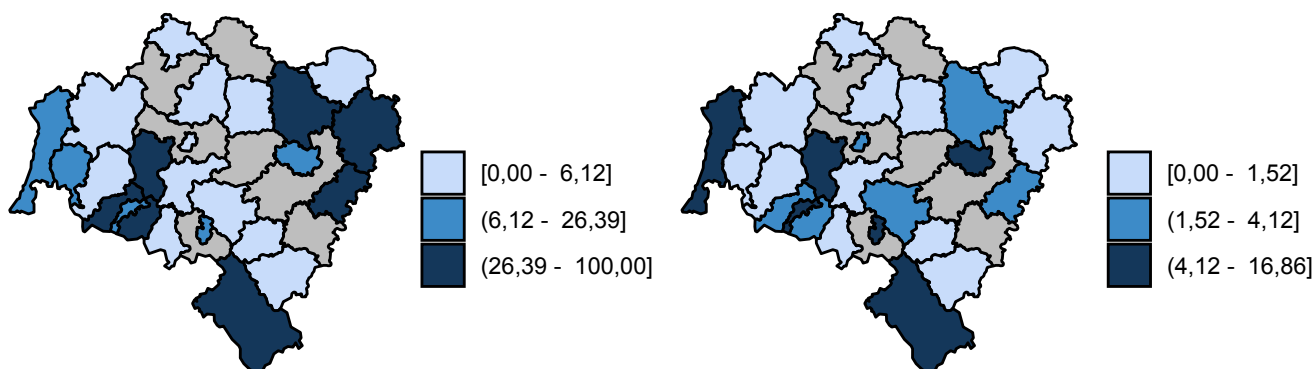 [0,00 - 6,12]
(6,12 - 26,39]
(26,39 - 100,00]
[0,00 - 1,52]
(1,52 - 4,12]
(4,12 - 16,86]